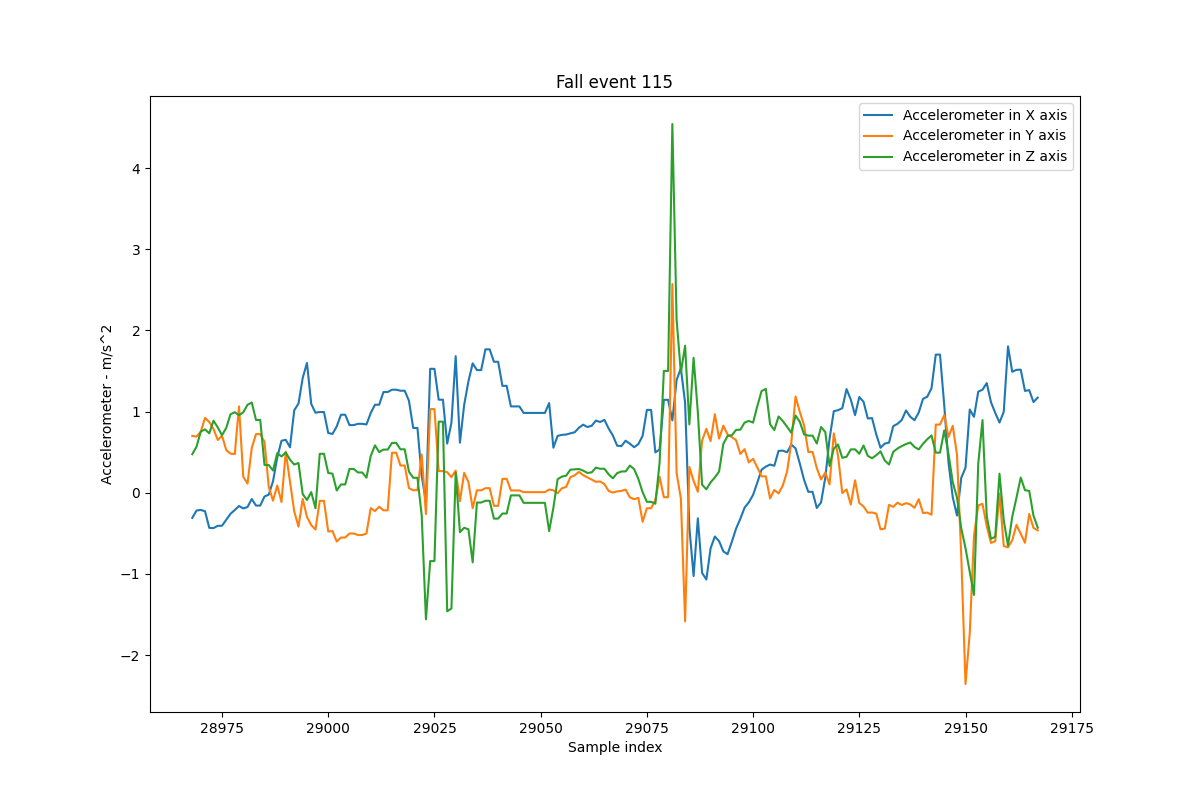 Fall event 115
Accelerometer in X axis
Accelerometer in Y axis
Accelerometer in Z axis
Accelerometer - m/s^2
4
3
2
1
0
−1
−2
28975 29000 29025 29050 29075 29100 29125 29150 29175
Sample index